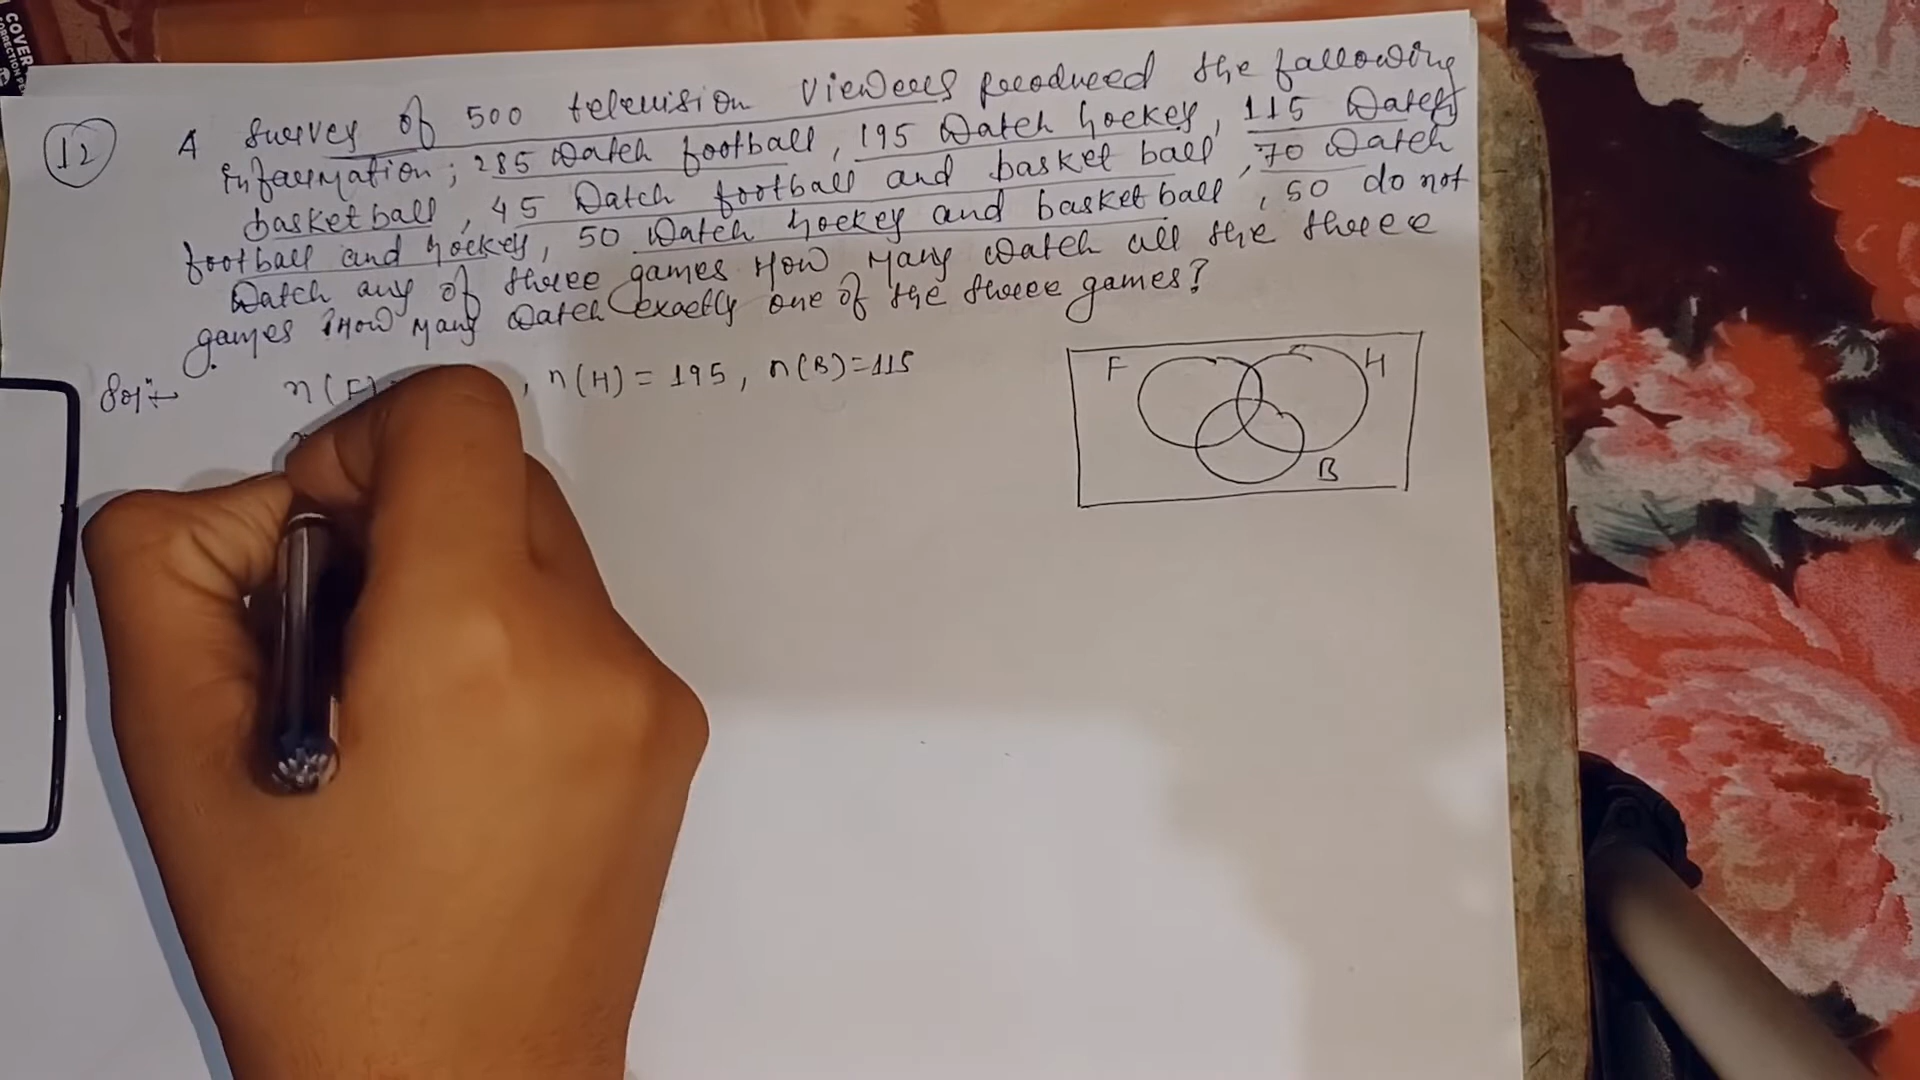 COVER
CORRECTION PE
12 A survey of 500 television viewers produced the following
information; 285 watch football, 195 watch hockey, 115 watch
basketball, 45 watch football and basket ball, 70 watch
football and hockey, 50 watch hockey and basket ball, 50 do not
watch any of three games How many watch all the three
games ? How many watch exactly one of the three games?
Sol:- n(F) , n(H) = 195, n(B)=115
F H
B